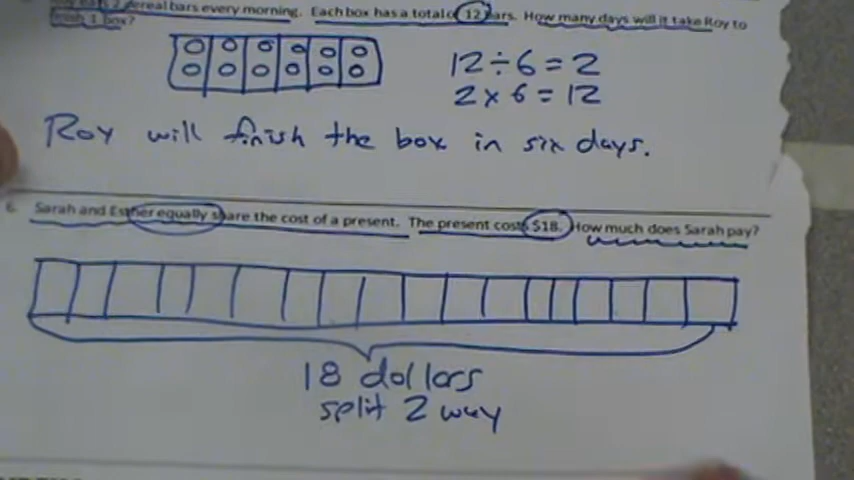 2 cereal bars every morning. Each box has a total of 12 bars. How many days will it take Roy to
finish 1 box?
12 ÷ 6 = 2
2 x 6 = 12
Roy will finish the box in six days.
6. Sarah and Esther equally share the cost of a present. The present costs $18. How much does Sarah pay?
18 dollars
split 2 way